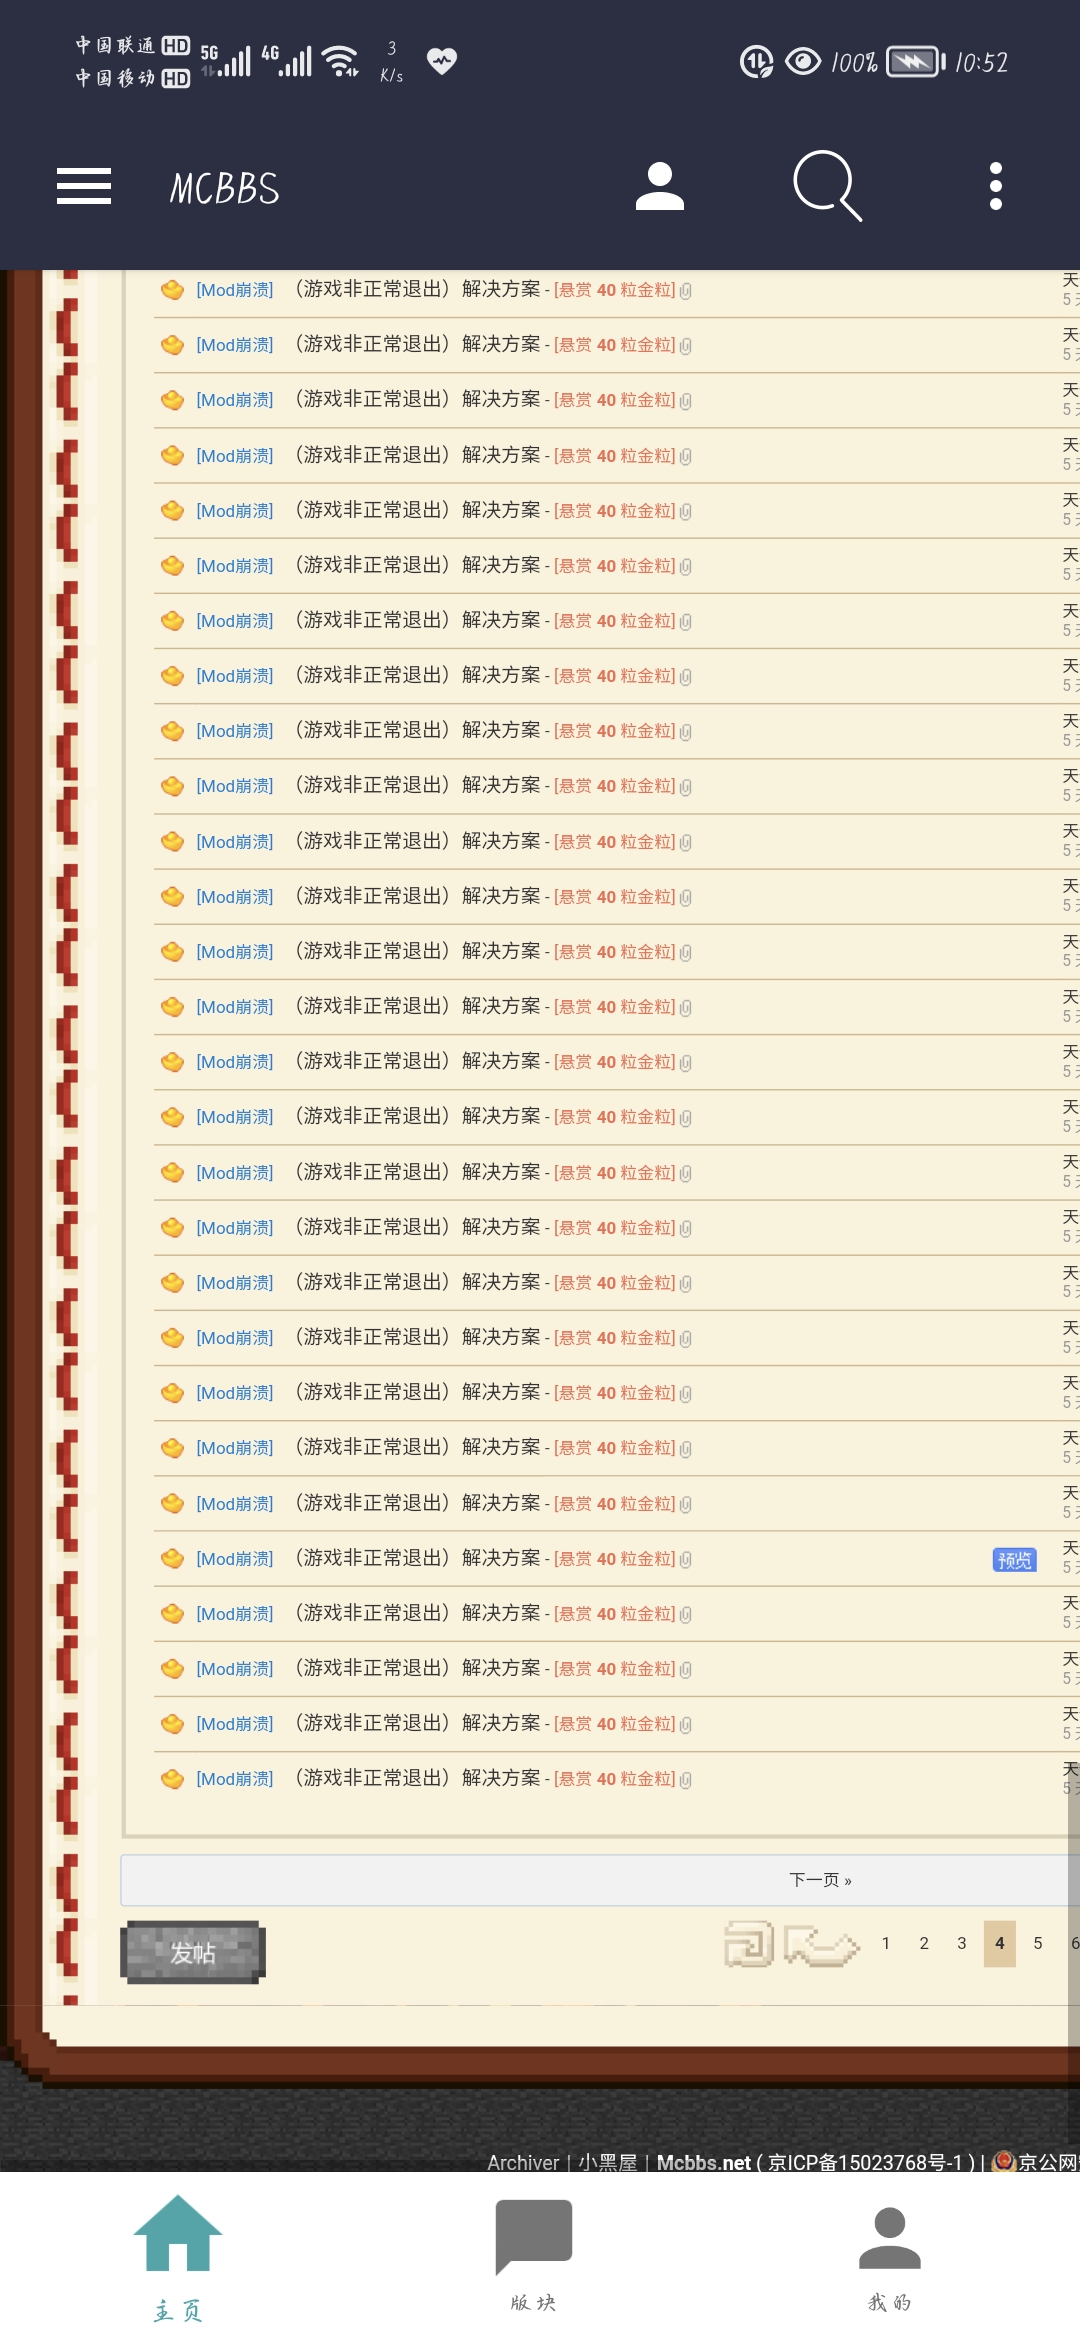 中国联通 HD 5G 4G 3 100% 10:52
中国移动 HD K/s
MCBBS
[Mod崩溃] （游戏非正常退出）解决方案 - [悬赏 40 粒金粒] 天
5 天
[Mod崩溃] （游戏非正常退出）解决方案 - [悬赏 40 粒金粒] 天
5 天
[Mod崩溃] （游戏非正常退出）解决方案 - [悬赏 40 粒金粒] 天
5 天
[Mod崩溃] （游戏非正常退出）解决方案 - [悬赏 40 粒金粒] 天
5 天
[Mod崩溃] （游戏非正常退出）解决方案 - [悬赏 40 粒金粒] 天
5 天
[Mod崩溃] （游戏非正常退出）解决方案 - [悬赏 40 粒金粒] 天
5 天
[Mod崩溃] （游戏非正常退出）解决方案 - [悬赏 40 粒金粒] 天
5 天
[Mod崩溃] （游戏非正常退出）解决方案 - [悬赏 40 粒金粒] 天
5 天
[Mod崩溃] （游戏非正常退出）解决方案 - [悬赏 40 粒金粒] 天
5 天
[Mod崩溃] （游戏非正常退出）解决方案 - [悬赏 40 粒金粒] 天
5 天
[Mod崩溃] （游戏非正常退出）解决方案 - [悬赏 40 粒金粒] 天
5 天
[Mod崩溃] （游戏非正常退出）解决方案 - [悬赏 40 粒金粒] 天
5 天
[Mod崩溃] （游戏非正常退出）解决方案 - [悬赏 40 粒金粒] 天
5 天
[Mod崩溃] （游戏非正常退出）解决方案 - [悬赏 40 粒金粒] 天
5 天
[Mod崩溃] （游戏非正常退出）解决方案 - [悬赏 40 粒金粒] 天
5 天
[Mod崩溃] （游戏非正常退出）解决方案 - [悬赏 40 粒金粒] 天
5 天
[Mod崩溃] （游戏非正常退出）解决方案 - [悬赏 40 粒金粒] 天
5 天
[Mod崩溃] （游戏非正常退出）解决方案 - [悬赏 40 粒金粒] 天
5 天
[Mod崩溃] （游戏非正常退出）解决方案 - [悬赏 40 粒金粒] 天
5 天
[Mod崩溃] （游戏非正常退出）解决方案 - [悬赏 40 粒金粒] 天
5 天
[Mod崩溃] （游戏非正常退出）解决方案 - [悬赏 40 粒金粒] 天
5 天
[Mod崩溃] （游戏非正常退出）解决方案 - [悬赏 40 粒金粒] 天
5 天
[Mod崩溃] （游戏非正常退出）解决方案 - [悬赏 40 粒金粒] 天
5 天
[Mod崩溃] （游戏非正常退出）解决方案 - [悬赏 40 粒金粒] 预览 天
5 天
[Mod崩溃] （游戏非正常退出）解决方案 - [悬赏 40 粒金粒] 天
5 天
[Mod崩溃] （游戏非正常退出）解决方案 - [悬赏 40 粒金粒] 天
5 天
[Mod崩溃] （游戏非正常退出）解决方案 - [悬赏 40 粒金粒] 天
5 天
[Mod崩溃] （游戏非正常退出）解决方案 - [悬赏 40 粒金粒] 天
5 天
下一页 »
发帖 1 2 3 4 5 6
Archiver | 小黑屋 | Mcbbs.net ( 京ICP备15023768号-1 ) | 京公网
主页 版块 我的